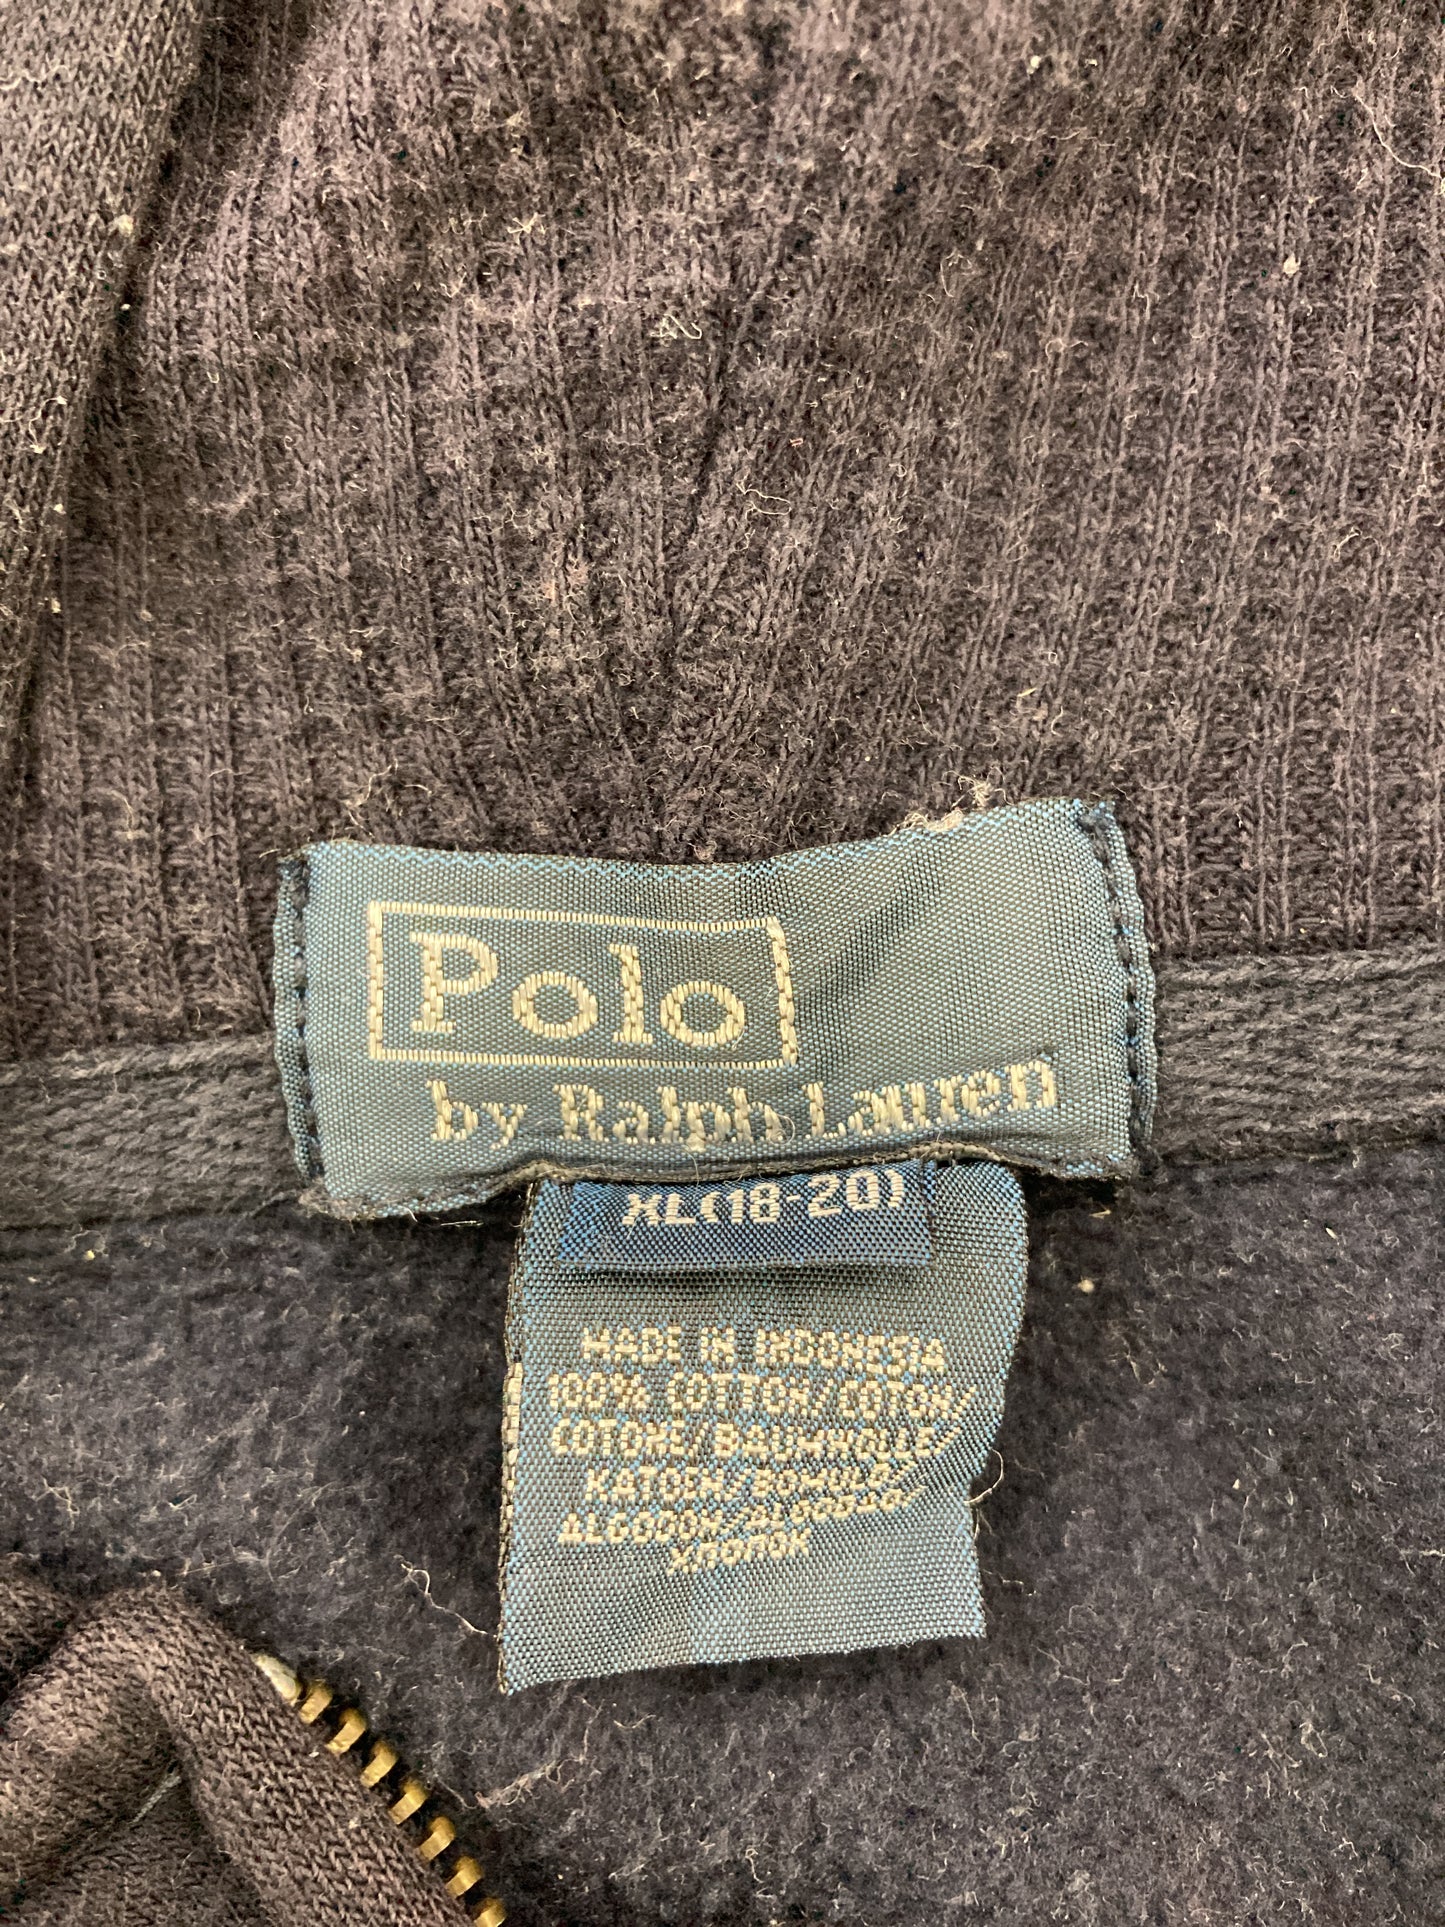 Polo
by Ralph Lauren
XL(18-20)
MADE IN INDONESIA
100% COTTON/COTON/
COTONE/BAUMWOLLE/
KATOEN/BOMULD/
ALGODON/ALGODAO/
ХЛОПОК